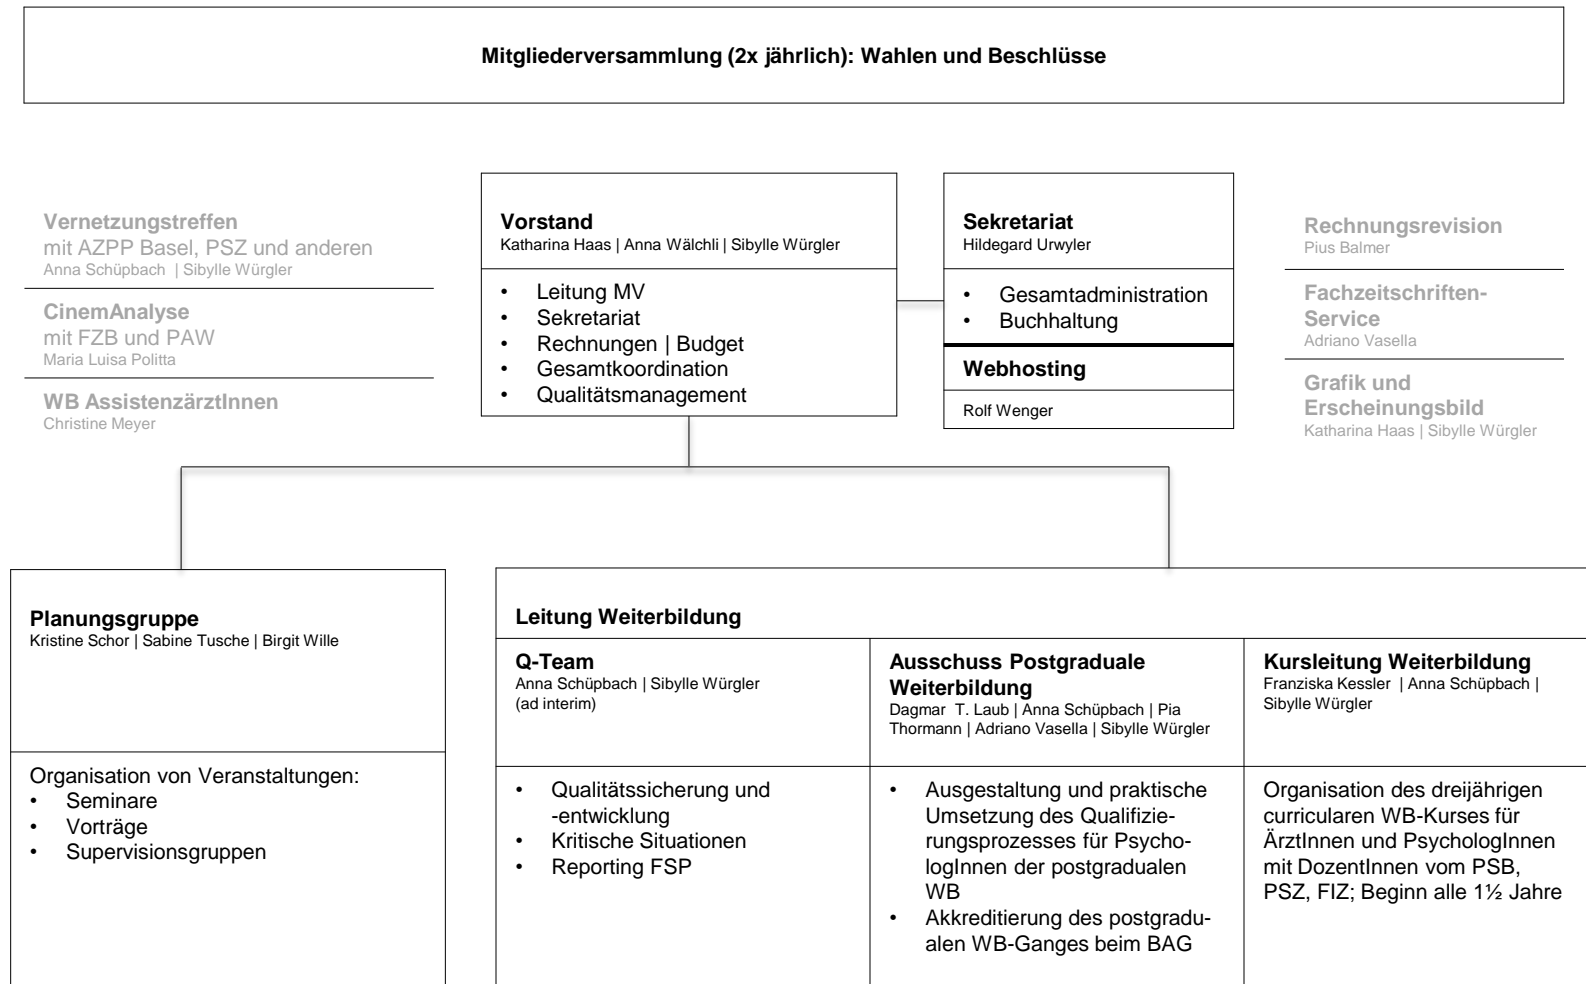 Mitgliederversammlung (2x jährlich): Wahlen und Beschlüsse
Vernetzungstreffen
mit AZPP Basel, PSZ und anderen
Anna Schüpbach | Sibylle Würgler
CinemAnalyse
mit FZB und PAW
Maria Luisa Politta
WB AssistenzärztInnen
Christine Meyer
Vorstand
Katharina Haas | Anna Wälchli | Sibylle Würgler
• Leitung MV
• Sekretariat
• Rechnungen | Budget
• Gesamtkoordination
• Qualitätsmanagement
Sekretariat
Hildegard Urwyler
• Gesamtadministration
• Buchhaltung
Webhosting
Rolf Wenger
Rechnungsrevision
Pius Balmer
Fachzeitschriften-
Service
Adriano Vasella
Grafik und
Erscheinungsbild
Katharina Haas | Sibylle Würgler
Planungsgruppe
Kristine Schor | Sabine Tusche | Birgit Wille
Organisation von Veranstaltungen:
• Seminare
• Vorträge
• Supervisionsgruppen
Leitung Weiterbildung
Q-Team
Anna Schüpbach | Sibylle Würgler
(ad interim)
• Qualitätssicherung und
-entwicklung
• Kritische Situationen
• Reporting FSP
Ausschuss Postgraduale
Weiterbildung
Dagmar T. Laub | Anna Schüpbach | Pia
Thormann | Adriano Vasella | Sibylle Würgler
• Ausgestaltung und praktische
Umsetzung des Qualifizie-
rungsprozesses für Psycho-
logInnen der postgradualen
WB
• Akkreditierung des postgradu-
alen WB-Ganges beim BAG
Kursleitung Weiterbildung
Franziska Kessler | Anna Schüpbach |
Sibylle Würgler
Organisation des dreijährigen
curricularen WB-Kurses für
ÄrztInnen und PsychologInnen
mit DozentInnen vom PSB,
PSZ, FIZ; Beginn alle 1½ Jahre